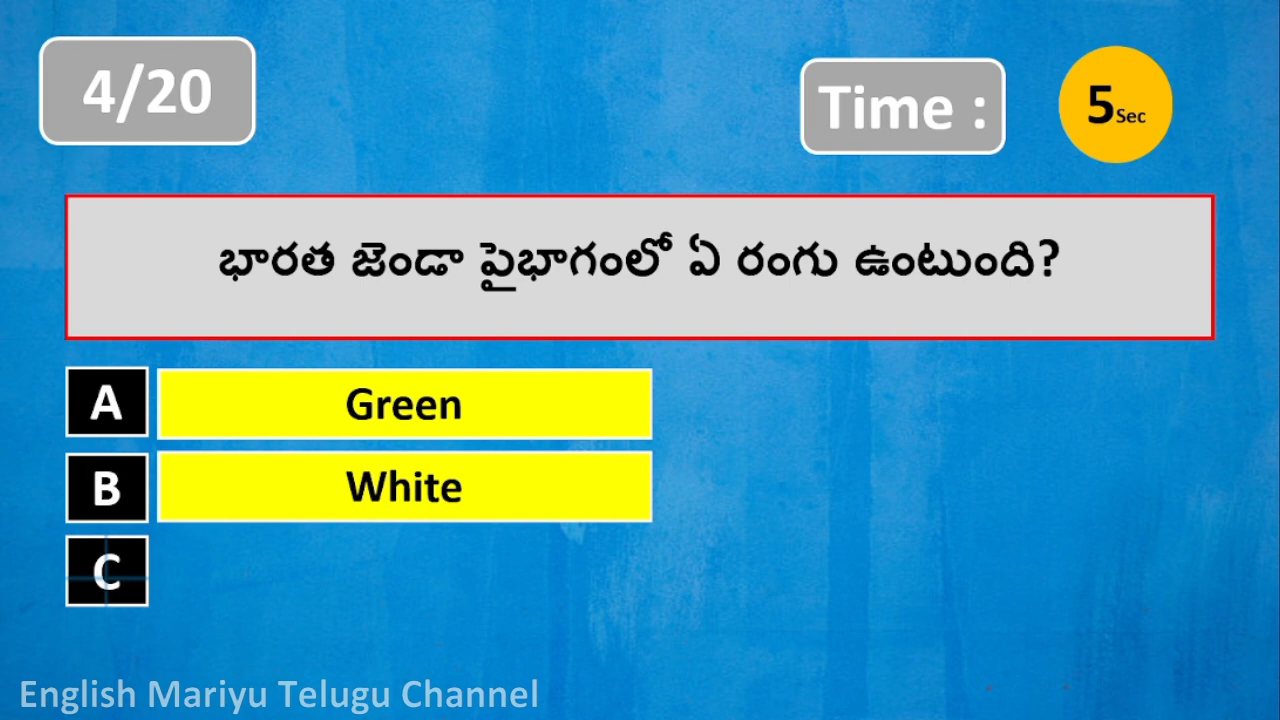 4/20
Time :
5Sec
భారత జెండా పైభాగంలో ఏ రంగు ఉంటుంది?
A
Green
B
White
C
English Mariyu Telugu Channel